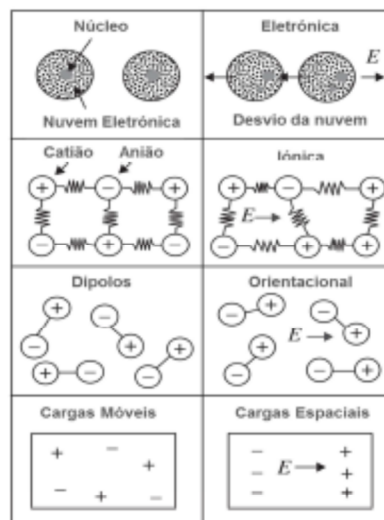 Núcleo
Nuvem Eletrónica
Eletrónica
E
Desvio da nuvem
Catião Anião
+ − +
− + −
Iónica
+ − +
E
− + −
Dipolos
+ − +
− + + − −
Orientacional
− + −
E +
+ − − +
Cargas Móveis
+ − +
− + −
Cargas Espaciais
− +
− E +
− +